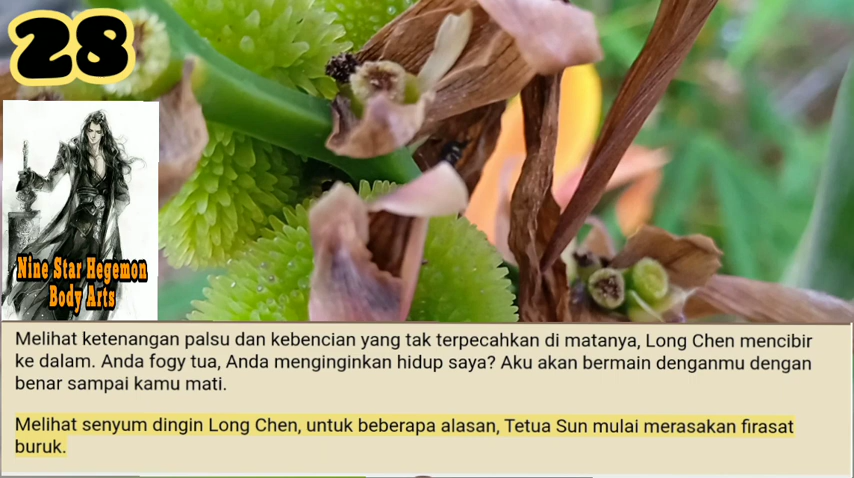 28
Nine Star Hegemon
Body Arts
Melihat ketenangan palsu dan kebencian yang tak terpecahkan di matanya, Long Chen mencibir
ke dalam. Anda fogy tua, Anda menginginkan hidup saya? Aku akan bermain denganmu dengan
benar sampai kamu mati.
Melihat senyum dingin Long Chen, untuk beberapa alasan, Tetua Sun mulai merasakan firasat
buruk.